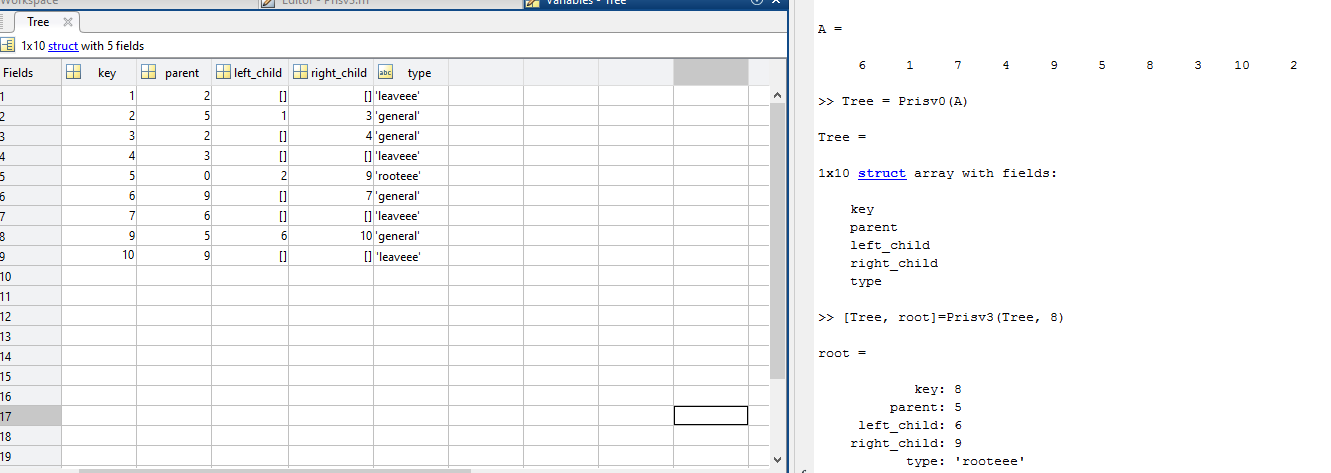 Workspace
Editor - Prisv3.m
Variables - Tree
Tree
1x10 struct with 5 fields
Fields key parent left_child right_child type
1 1 2 [] [] 'leaveee'
2 2 5 1 3 'general'
3 3 2 [] 4 'general'
4 4 3 [] [] 'leaveee'
5 5 0 2 9 'rooteee'
6 6 9 [] 7 'general'
7 7 6 [] [] 'leaveee'
8 9 5 6 10 'general'
9 10 9 [] [] 'leaveee'
10
11
12
13
14
15
16
17
18
19
A =
6 1 7 4 9 5 8 3 10 2
>> Tree = Prisv0(A)
Tree =
1x10 struct array with fields:
key
parent
left_child
right_child
type
>> [Tree, root]=Prisv3(Tree, 8)
root =
key: 8
parent: 5
left_child: 6
right_child: 9
type: 'rooteee'